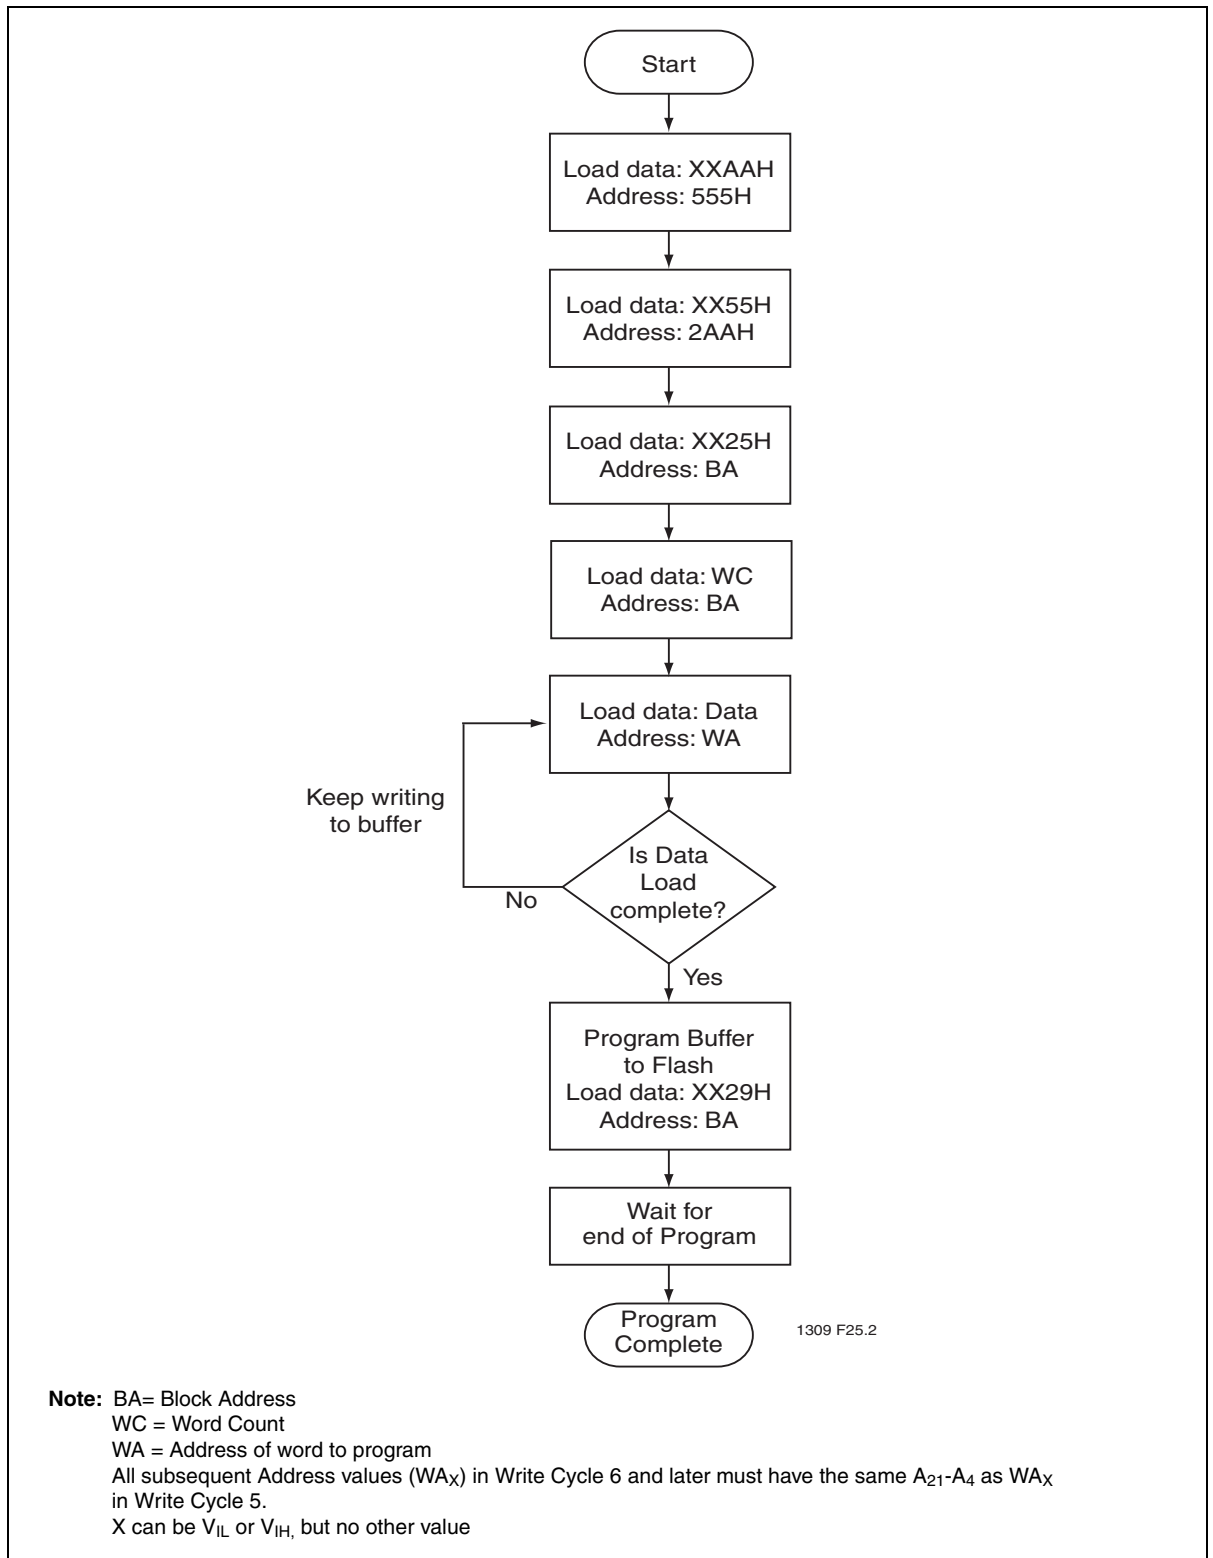 Start
Load data: XXAAH
Address: 555H
Load data: XX55H
Address: 2AAH
Load data: XX25H
Address: BA
Load data: WC
Address: BA
Load data: Data
Address: WA
Keep writing
to buffer
Is Data
Load
complete?
No
Yes
Program Buffer
to Flash
Load data: XX29H
Address: BA
Wait for
end of Program
Program
Complete
1309 F25.2
Note: BA= Block Address
WC = Word Count
WA = Address of word to program
All subsequent Address values (WAX) in Write Cycle 6 and later must have the same A21-A4 as WAX
in Write Cycle 5.
X can be VIL or VIH, but no other value